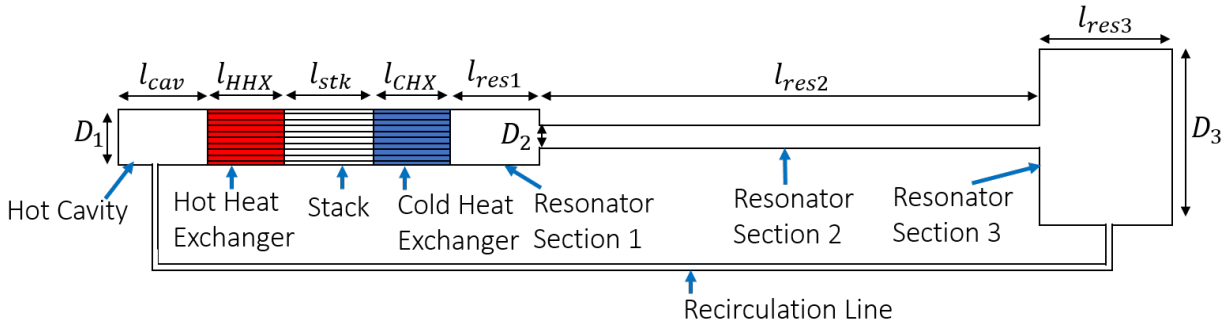 l_res3
l_cav l_HHX l_stk l_CHX l_res1 l_res2
D_1 D_2 D_3
Hot Cavity
Hot Heat
Exchanger
Stack
Cold Heat
Exchanger
Resonator
Section 1
Resonator
Section 2
Resonator
Section 3
Recirculation Line